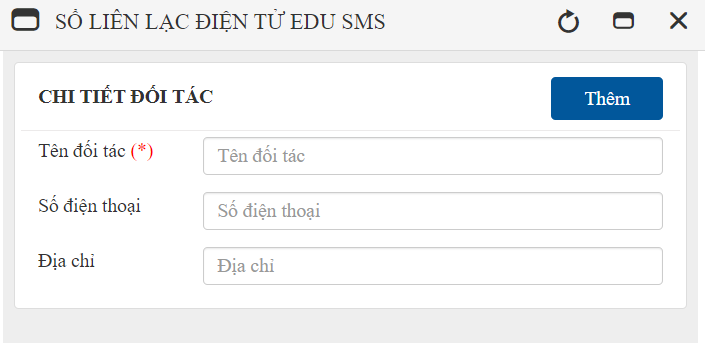 SỔ LIÊN LẠC ĐIỆN TỬ EDU SMS
CHI TIẾT ĐỐI TÁC
Thêm
Tên đối tác (*)
Tên đối tác
Số điện thoại
Số điện thoại
Địa chỉ
Địa chỉ